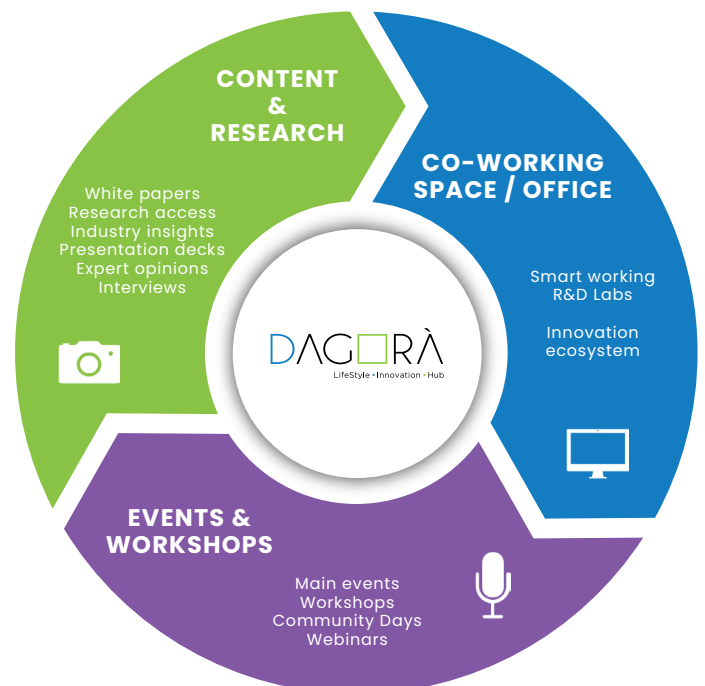 CONTENT
&
RESEARCH
White papers
Research access
Industry insights
Presentation decks
Expert opinions
Interviews
CO-WORKING
SPACE / OFFICE
Smart working
R&D Labs
Innovation
ecosystem
DAGORÀ
LifeStyle • Innovation • Hub
EVENTS &
WORKSHOPS
Main events
Workshops
Community Days
Webinars